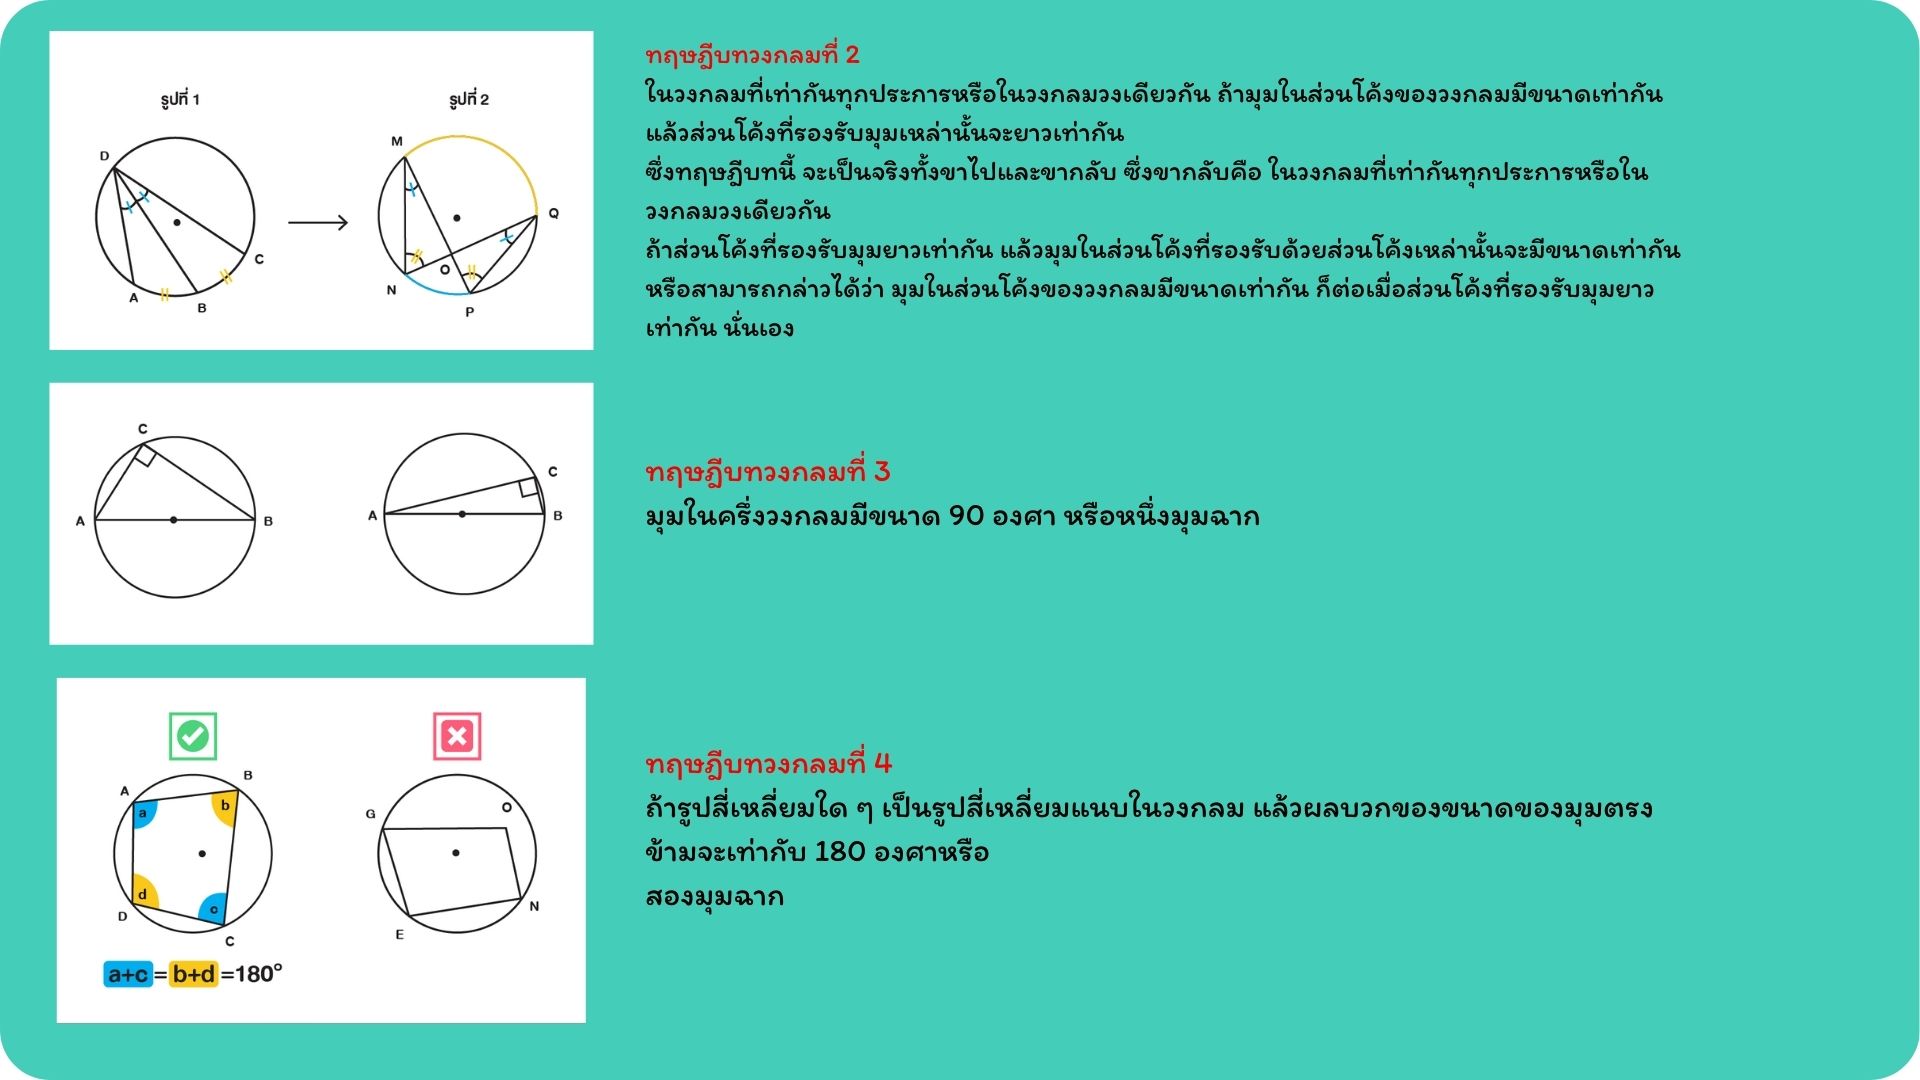 รูปที่ 1
รูปที่ 2
D
A
B
C
M
Q
N
O
P
ทฤษฎีบทวงกลมที่ 2
ในวงกลมที่เท่ากันทุกประการหรือในวงกลมวงเดียวกัน ถ้ามุมในส่วนโค้งของวงกลมมีขนาดเท่ากัน
แล้วส่วนโค้งที่รองรับมุมเหล่านั้นจะยาวเท่ากัน
ซึ่งทฤษฎีบทนี้ จะเป็นจริงทั้งขาไปและขากลับ ซึ่งขากลับคือ ในวงกลมที่เท่ากันทุกประการหรือใน
วงกลมวงเดียวกัน
ถ้าส่วนโค้งที่รองรับมุมยาวเท่ากัน แล้วมุมในส่วนโค้งที่รองรับด้วยส่วนโค้งเหล่านั้นจะมีขนาดเท่ากัน
หรือสามารถกล่าวได้ว่า มุมในส่วนโค้งของวงกลมมีขนาดเท่ากัน ก็ต่อเมื่อส่วนโค้งที่รองรับมุมยาว
เท่ากัน นั่นเอง
C
A
B
C
A
B
ทฤษฎีบทวงกลมที่ 3
มุมในครึ่งวงกลมมีขนาด 90 องศา หรือหนึ่งมุมฉาก
A
B
a
b
d
c
D
C
a+c=b+d=180°
G
O
N
E
ทฤษฎีบทวงกลมที่ 4
ถ้ารูปสี่เหลี่ยมใด ๆ เป็นรูปสี่เหลี่ยมแนบในวงกลม แล้วผลบวกของขนาดของมุมตรง
ข้ามจะเท่ากับ 180 องศาหรือ
สองมุมฉาก